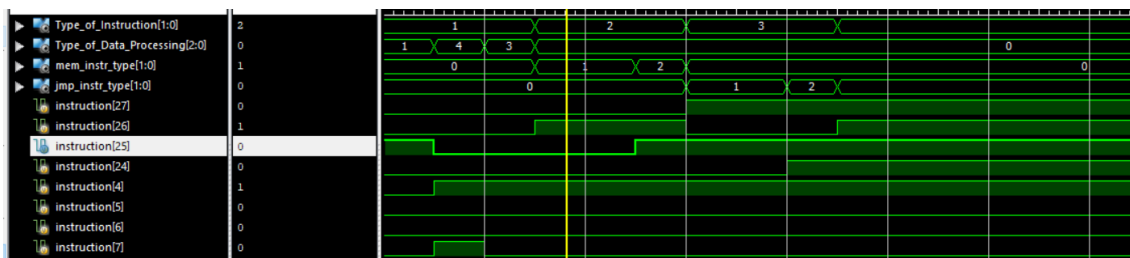 Type_of_Instruction[1:0] 2 1 2 3
Type_of_Data_Processing[2:0] 0 1 4 3 0
mem_instr_type[1:0] 1 0 1 2 0
jmp_instr_type[1:0] 0 0 1 2
instruction[27] 0
instruction[26] 1
instruction[25] 0
instruction[24] 0
instruction[4] 1
instruction[5] 0
instruction[6] 0
instruction[7] 0